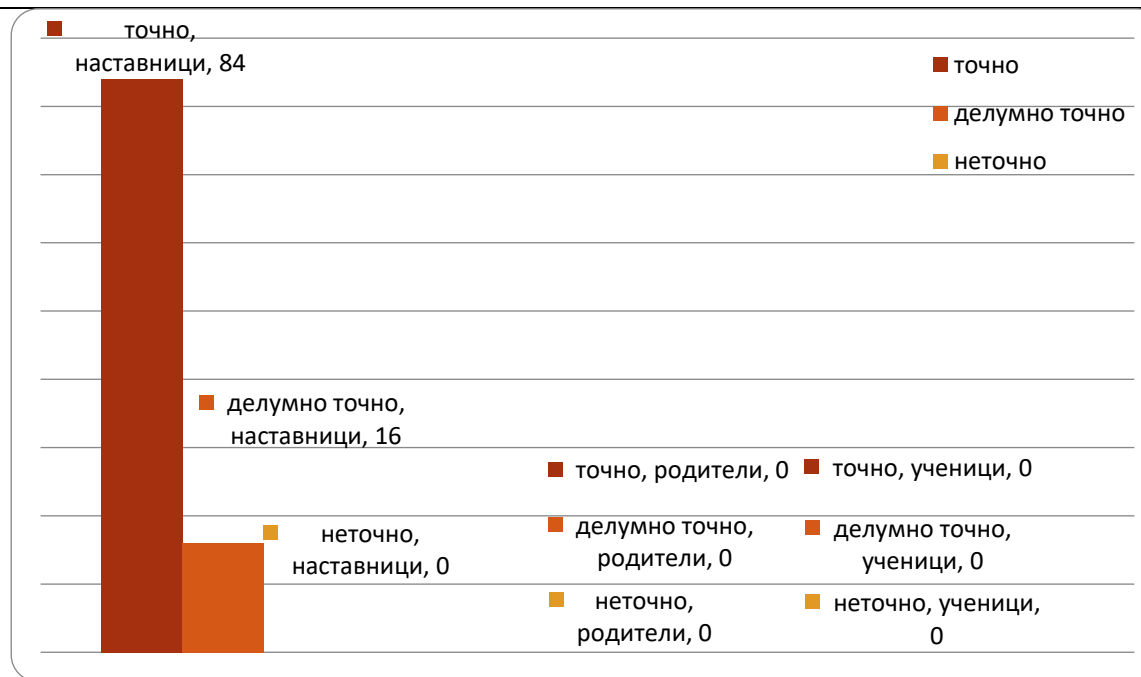 точно,
наставници, 84
точно
делумно точно
неточно
делумно точно,
наставници, 16
неточно,
наставници, 0
точно, родители, 0
делумно точно,
родители, 0
неточно,
родители, 0
точно, ученици, 0
делумно точно,
ученици, 0
неточно, ученици,
0